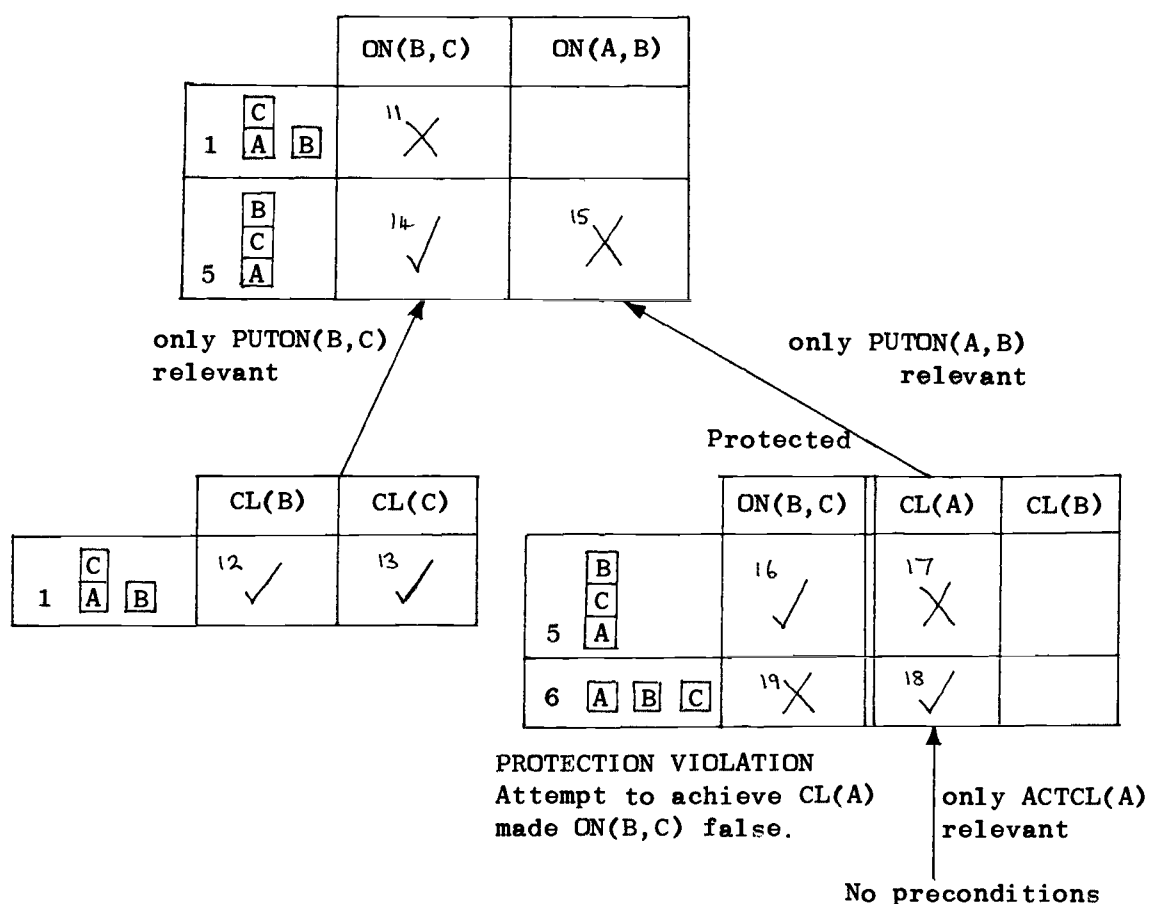 ON(B,C) ON(A,B)
C
1 A B 11 X
B
C
5 A 14 ✓ 15 X
only PUTON(B,C)
relevant
only PUTON(A,B)
relevant
Protected
CL(B) CL(C)
C
1 A B 12 ✓ 13 ✓
ON(B,C) CL(A) CL(B)
B
C
5 A 16 ✓ 17 X
6 A B C 19 X 18 ✓
PROTECTION VIOLATION
Attempt to achieve CL(A)
made ON(B,C) false.
only ACTCL(A)
relevant
No preconditions